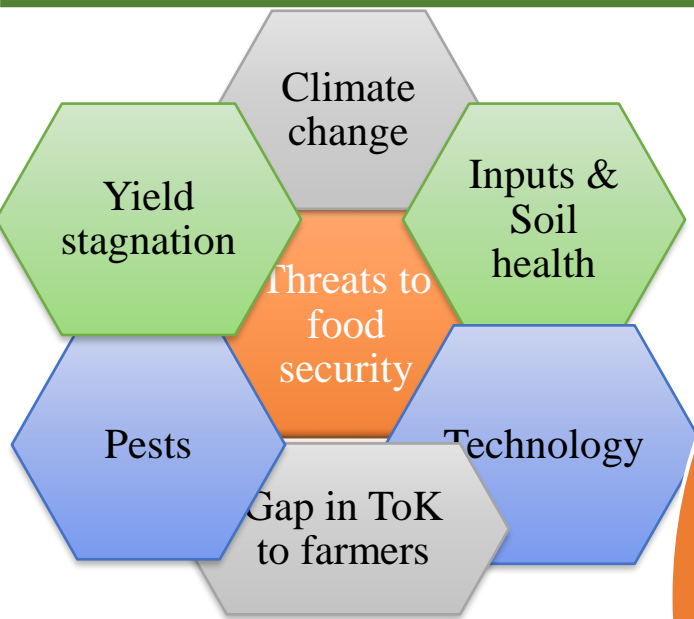 Climate
change
Yield
stagnation
Inputs &
Soil
health
Threats to
food
security
Pests
Technology
Gap in ToK
to farmers